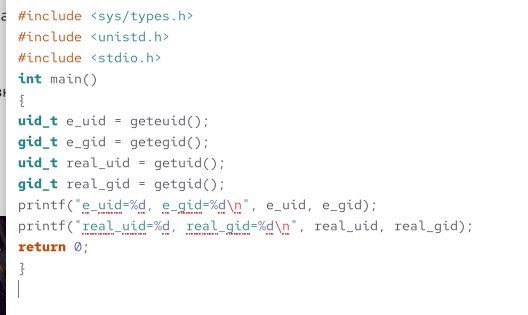 #include <sys/types.h>
#include <unistd.h>
#include <stdio.h>
int main()
{
uid_t e_uid = geteuid();
gid_t e_gid = getegid();
uid_t real_uid = getuid();
gid_t real_gid = getgid();
printf("e_uid=%d, e_gid=%d\n", e_uid, e_gid);
printf("real_uid=%d, real_gid=%d\n", real_uid, real_gid);
return 0;
}